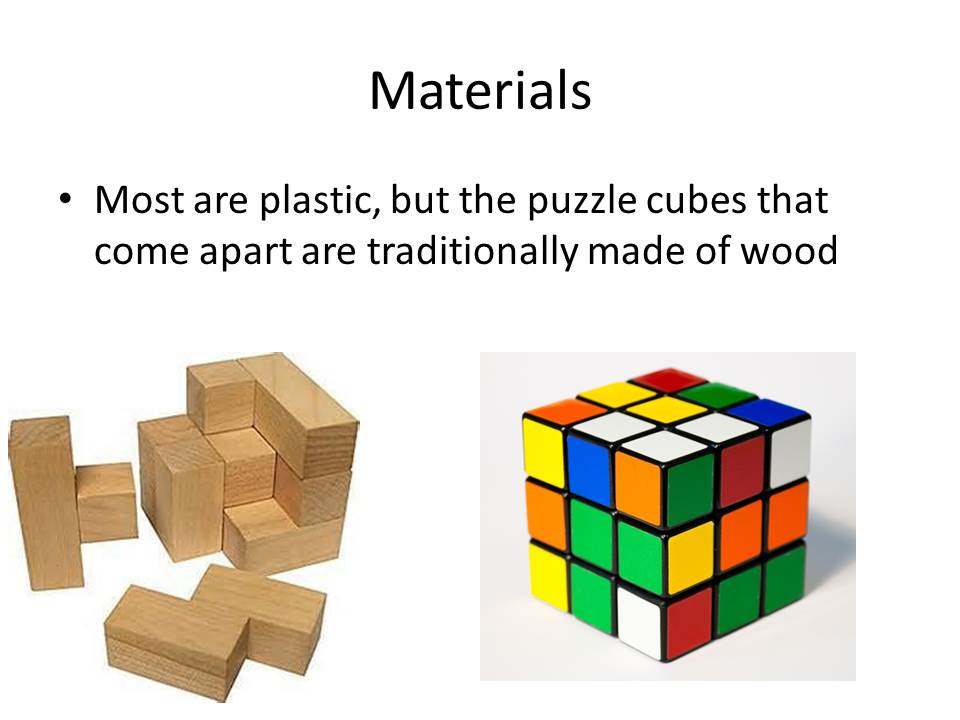 Materials
• Most are plastic, but the puzzle cubes that
come apart are traditionally made of wood